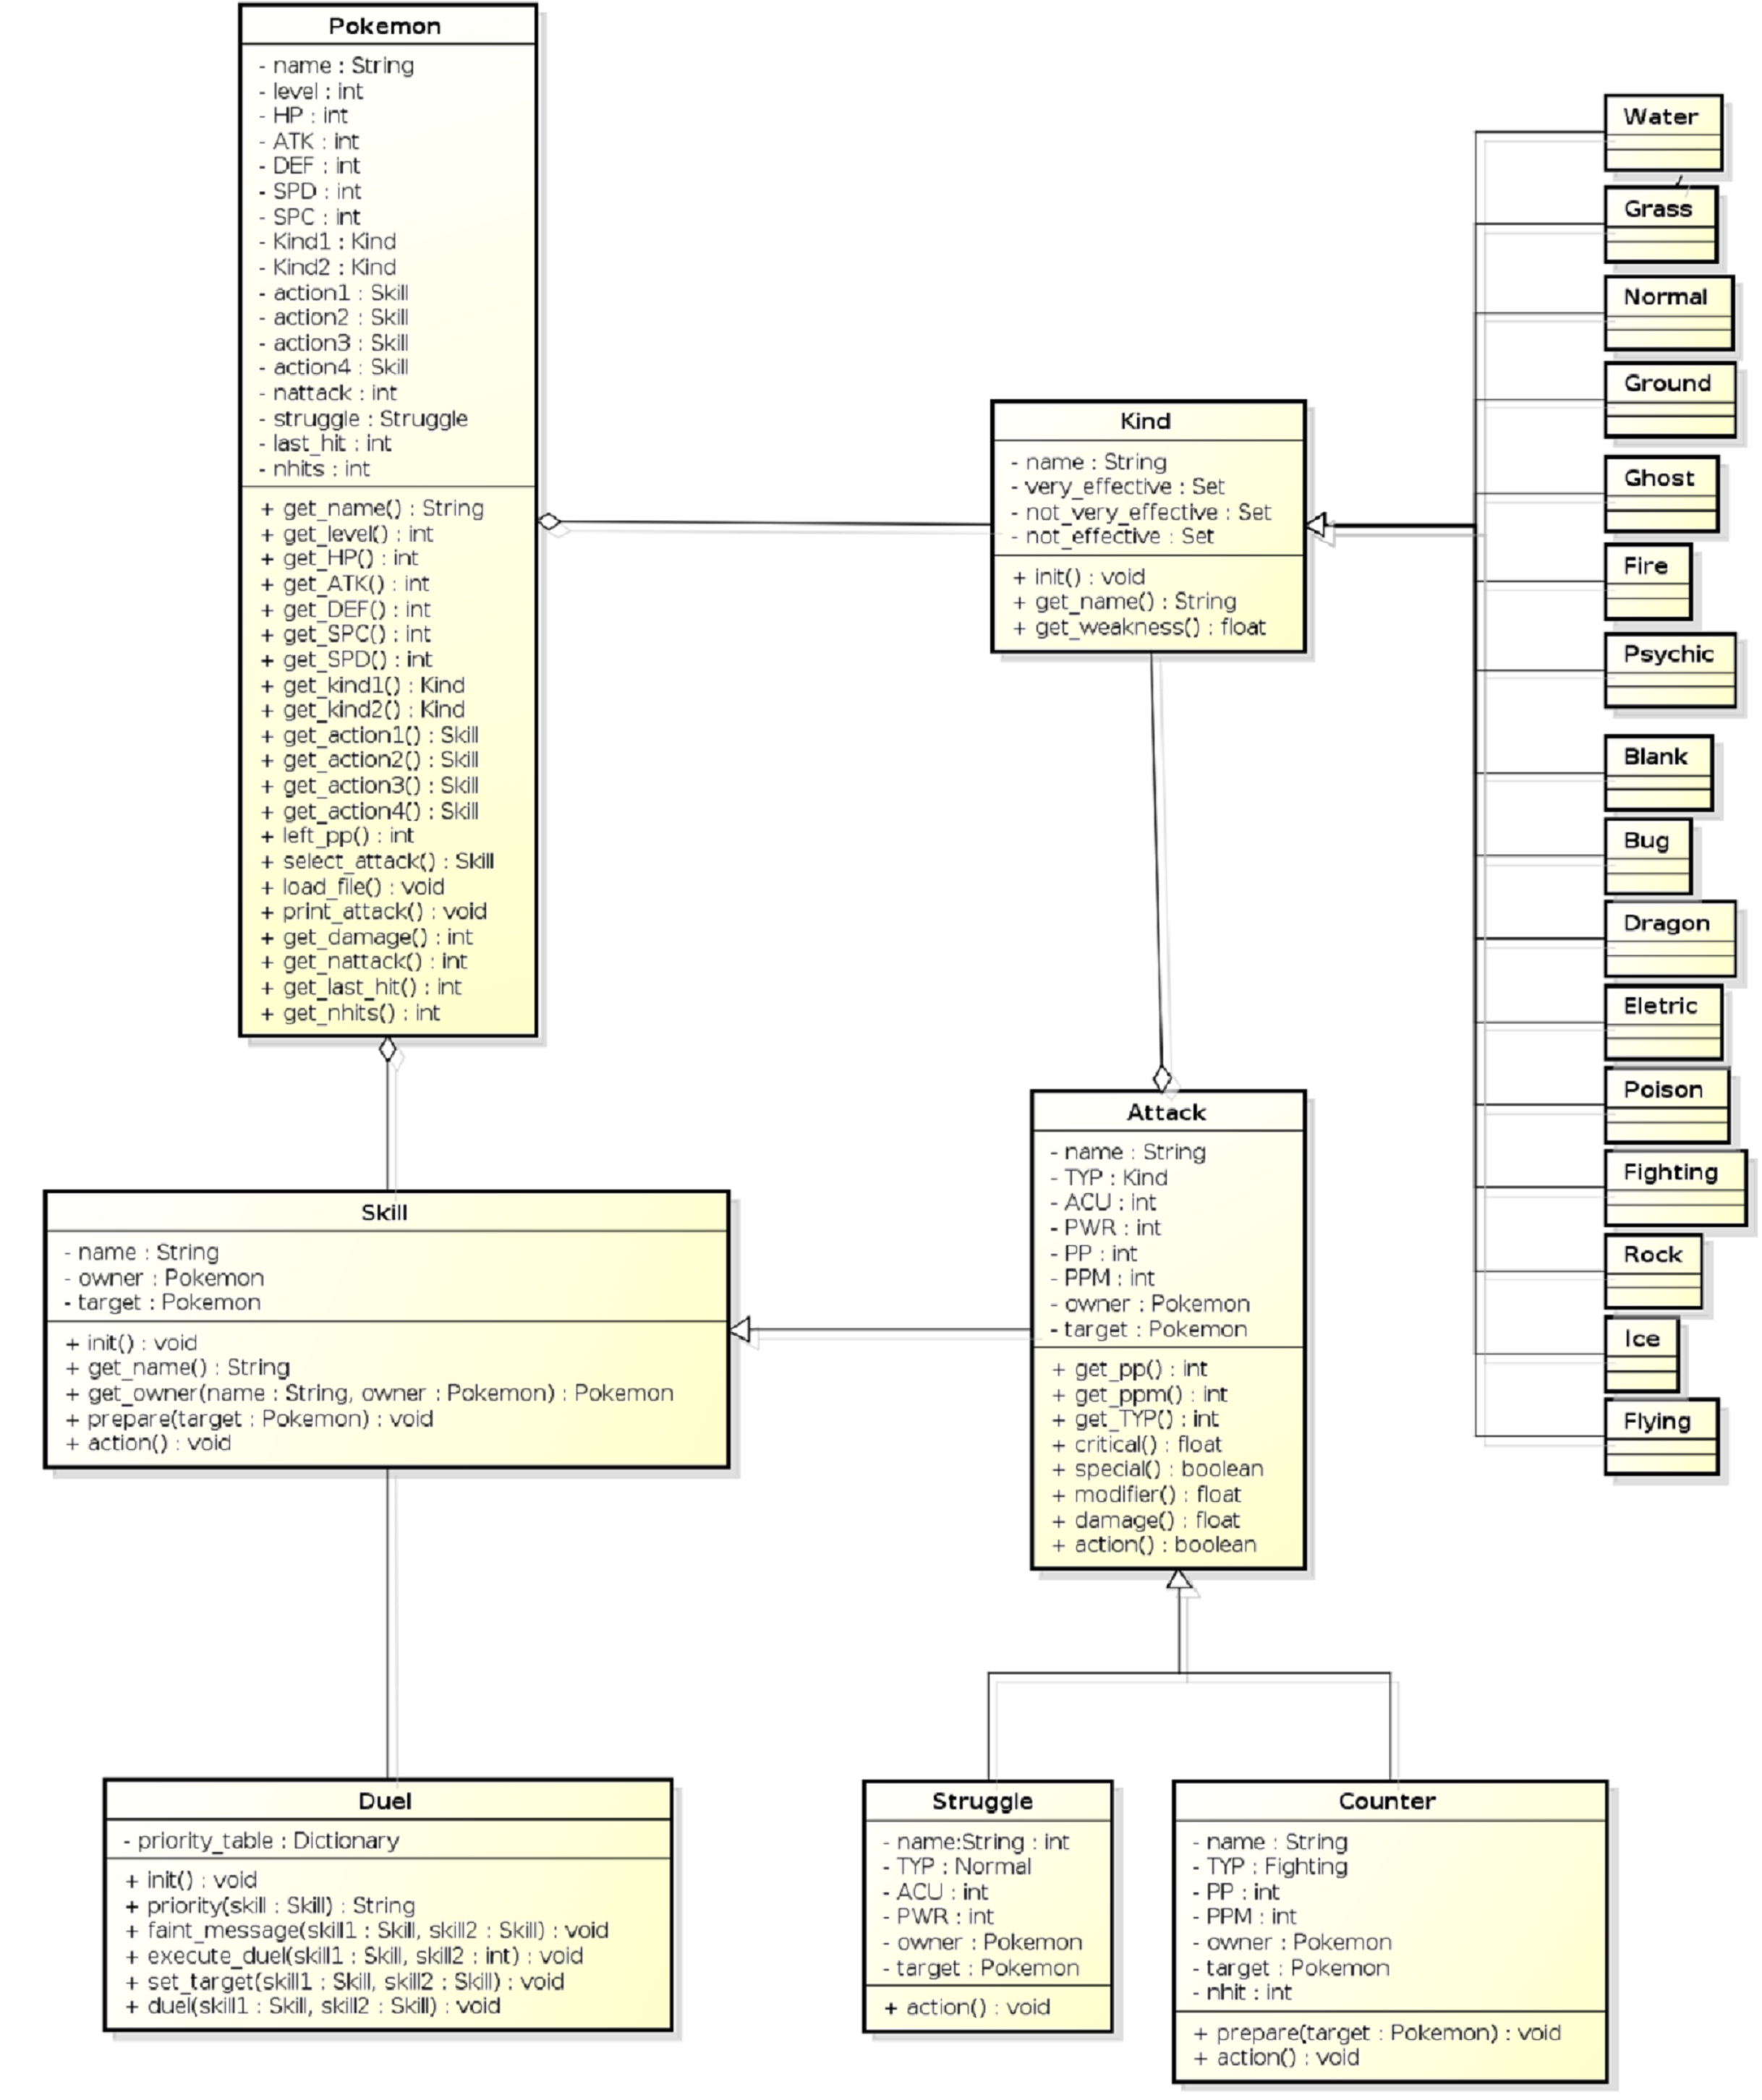 Pokemon
- name : String
- level : int
- HP : int
- ATK : int
- DEF : int
- SPD : int
- SPC : int
- Kind1 : Kind
- Kind2 : Kind
- action1 : Skill
- action2 : Skill
- action3 : Skill
- action4 : Skill
- nattack : int
- struggle : Struggle
- last_hit : int
- nhits : int
+ get_name() : String
+ get_level() : int
+ get_HP() : int
+ get_ATK() : int
+ get_DEF() : int
+ get_SPC() : int
+ get_SPD() : int
+ get_kind1() : Kind
+ get_kind2() : Kind
+ get_action1() : Skill
+ get_action2() : Skill
+ get_action3() : Skill
+ get_action4() : Skill
+ left_pp() : int
+ select_attack() : Skill
+ load_file() : void
+ print_attack() : void
+ get_damage() : int
+ get_nattack() : int
+ get_last_hit() : int
+ get_nhits() : int
Kind
- name : String
- very_effective : Set
- not_very_effective : Set
- not_effective : Set
+ init() : void
+ get_name() : String
+ get_weakness() : float
Water
Grass
Normal
Ground
Ghost
Fire
Psychic
Blank
Bug
Dragon
Eletric
Poison
Fighting
Rock
Ice
Flying
Attack
- name : String
- TYP : Kind
- ACU : int
- PWR : int
- PP : int
- PPM : int
- owner : Pokemon
- target : Pokemon
+ get_pp() : int
+ get_ppm() : int
+ get_TYP() : int
+ critical() : float
+ special() : boolean
+ modifier() : float
+ damage() : float
+ action() : boolean
Skill
- name : String
- owner : Pokemon
- target : Pokemon
+ init() : void
+ get_name() : String
+ get_owner(name : String, owner : Pokemon) : Pokemon
+ prepare(target : Pokemon) : void
+ action() : void
Duel
- priority_table : Dictionary
+ init() : void
+ priority(skill : Skill) : String
+ faint_message(skill1 : Skill, skill2 : Skill) : void
+ execute_duel(skill1 : Skill, skill2 : int) : void
+ set_target(skill1 : Skill, skill2 : Skill) : void
+ duel(skill1 : Skill, skill2 : Skill) : void
Struggle
- name:String : int
- TYP : Normal
- ACU : int
- PWR : int
- owner : Pokemon
- target : Pokemon
+ action() : void
Counter
- name : String
- TYP : Fighting
- PP : int
- PPM : int
- owner : Pokemon
- target : Pokemon
- nhit : int
+ prepare(target : Pokemon) : void
+ action() : void